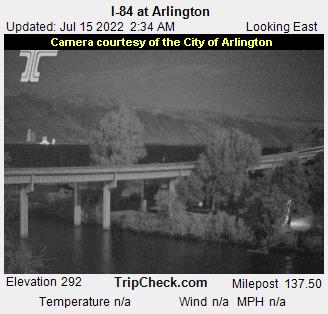 I-84 at Arlington
Updated: Jul 15 2022 2:34 AM Looking East
Camera courtesy of the City of Arlington
Elevation 292 TripCheck.com Milepost 137.50
Temperature n/a Wind n/a MPH n/a